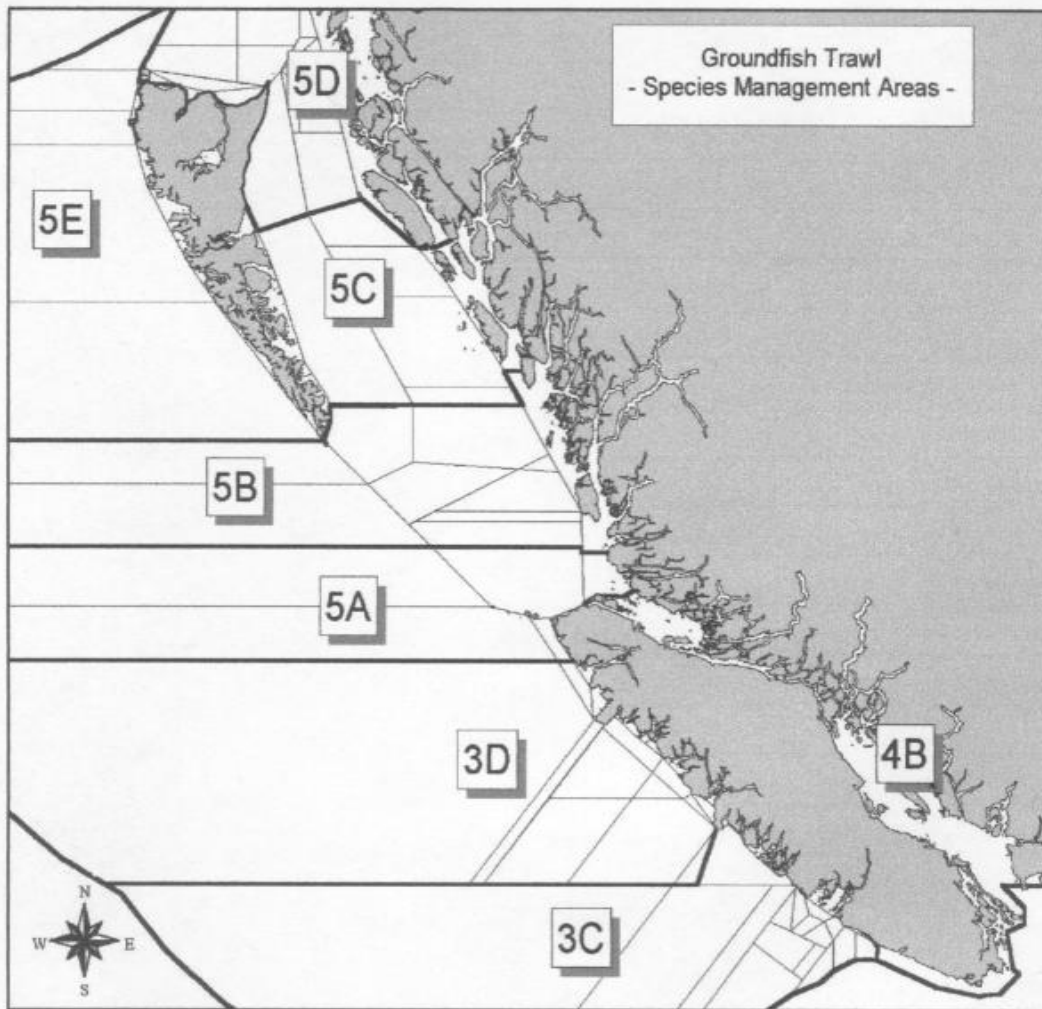 Groundfish Trawl
- Species Management Areas -
5D
5E
5C
5B
5A
3D
4B
3C
N
W E
S